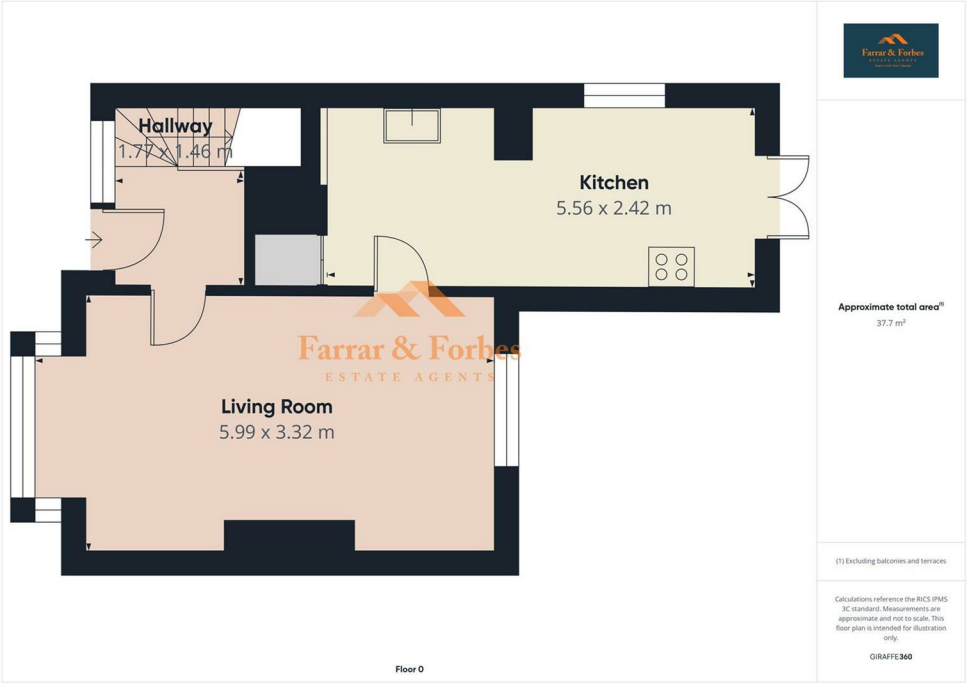 Farrar & Forbes
ESTATE AGENTS
Hallway
1.77 x 1.46 m
Kitchen
5.56 x 2.42 m
Farrar & Forbes
ESTATE AGENTS
Living Room
5.99 x 3.32 m
Approximate total area(1)
37.7 m²
(1) Excluding balconies and terraces
Calculations reference the RICS IPMS
3C standard. Measurements are
approximate and not to scale. This
floor plan is intended for illustration
only.
GIRAFFE360
Floor 0